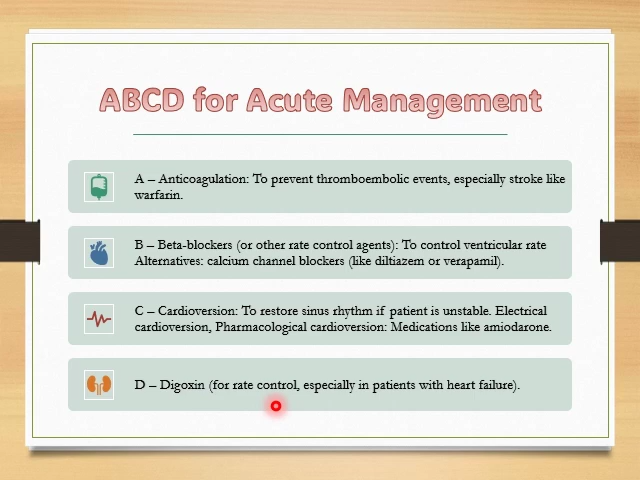 ABCD for Acute Management
A – Anticoagulation: To prevent thromboembolic events, especially stroke like
warfarin.
B – Beta-blockers (or other rate control agents): To control ventricular rate
Alternatives: calcium channel blockers (like diltiazem or verapamil).
C – Cardioversion: To restore sinus rhythm if patient is unstable. Electrical
cardioversion, Pharmacological cardioversion: Medications like amiodarone.
D – Digoxin (for rate control, especially in patients with heart failure).